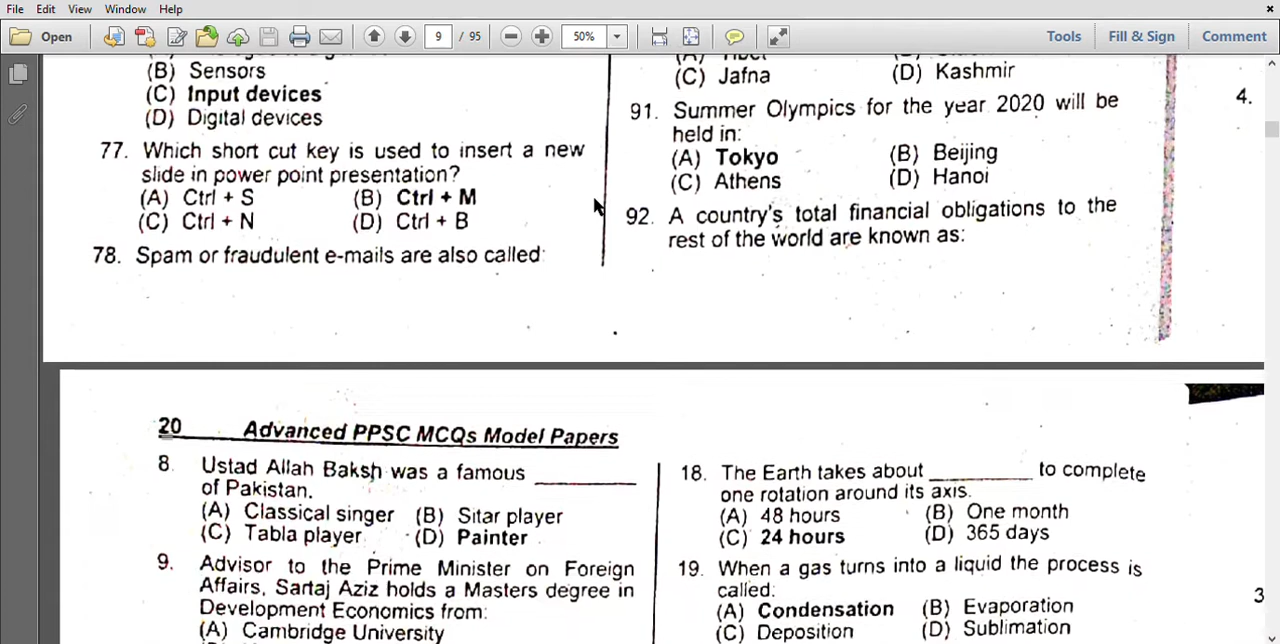 File Edit View Window Help
Open 9 / 95 50% Tools Fill & Sign Comment
(B) Sensors
(C) Input devices
(D) Digital devices
77. Which short cut key is used to insert a new
slide in power point presentation?
(A) Ctrl + S (B) Ctrl + M
(C) Ctrl + N (D) Ctrl + B
78. Spam or fraudulent e-mails are also called:
(C) Jafna (D) Kashmir
91. Summer Olympics for the year 2020 will be
held in:
(A) Tokyo (B) Beijing
(C) Athens (D) Hanoi
92. A country's total financial obligations to the
rest of the world are known as:
4.
20 Advanced PPSC MCQs Model Papers
8. Ustad Allah Baksh was a famous ________
of Pakistan.
(A) Classical singer (B) Sitar player
(C) Tabla player (D) Painter
9. Advisor to the Prime Minister on Foreign
Affairs, Sartaj Aziz holds a Masters degree in
Development Economics from:
(A) Cambridge University
18. The Earth takes about ________ to complete
one rotation around its axis.
(A) 48 hours (B) One month
(C) 24 hours (D) 365 days
19. When a gas turns into a liquid the process is
called:
(A) Condensation (B) Evaporation
(C) Deposition (D) Sublimation
3